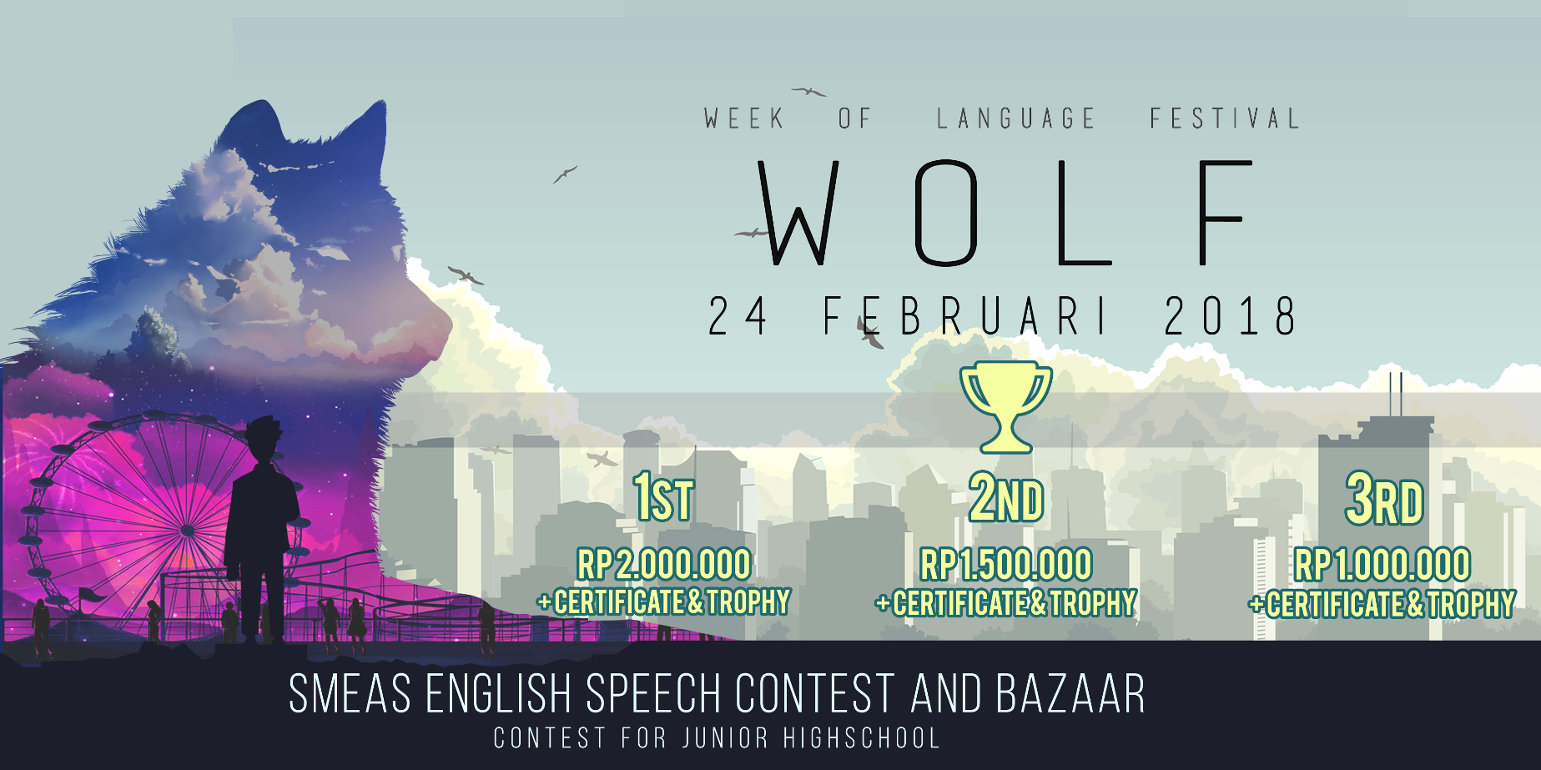 WEEK OF LANGUAGE FESTIVAL
WOLF
24 FEBRUARI 2018
1ST
RP 2.000.000
+CERTIFICATE & TROPHY
2ND
RP 1.500.000
+CERTIFICATE & TROPHY
3RD
RP 1.000.000
+CERTIFICATE & TROPHY
SMEAS ENGLISH SPEECH CONTEST AND BAZAAR
CONTEST FOR JUNIOR HIGHSCHOOL